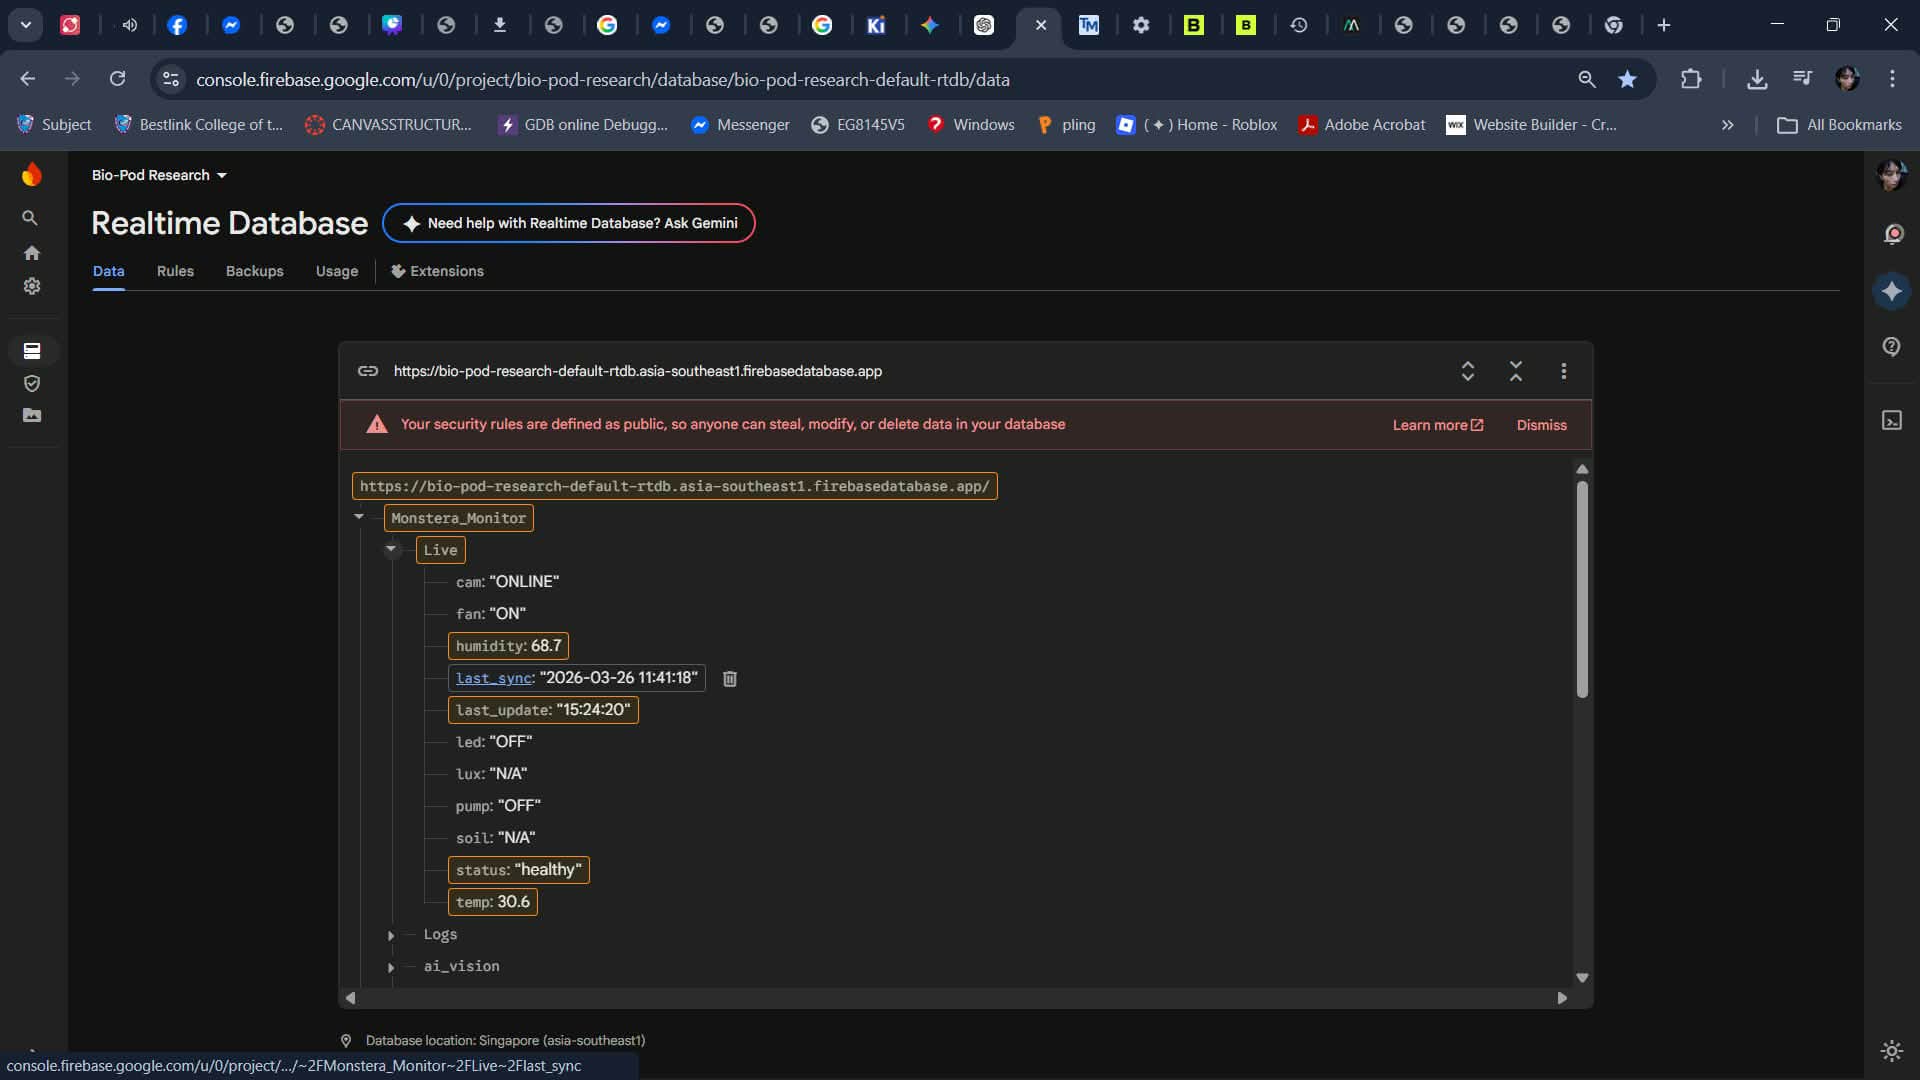 console.firebase.google.com/u/0/project/bio-pod-research/database/bio-pod-research-default-rtdb/data
Subject
Bestlink College of t...
CANVASSTRUCTUR...
GDB online Debugg...
Messenger
EG8145V5
Windows
pling
( ✦ ) Home - Roblox
Adobe Acrobat
WIX
Website Builder - Cr...
»
All Bookmarks
Bio-Pod Research
Realtime Database
Need help with Realtime Database? Ask Gemini
Data
Rules
Backups
Usage
Extensions
https://bio-pod-research-default-rtdb.asia-southeast1.firebasedatabase.app
Your security rules are defined as public, so anyone can steal, modify, or delete data in your database
Learn more
Dismiss
https://bio-pod-research-default-rtdb.asia-southeast1.firebasedatabase.app/
Monstera_Monitor
Live
cam: "ONLINE"
fan: "ON"
humidity: 68.7
last_sync: "2026-03-26 11:41:18"
last_update: "15:24:20"
led: "OFF"
lux: "N/A"
pump: "OFF"
soil: "N/A"
status: "healthy"
temp: 30.6
Logs
ai_vision
Database location: Singapore (asia-southeast1)
console.firebase.google.com/u/0/project/.../~2FMonstera_Monitor~2FLive~2Flast_sync